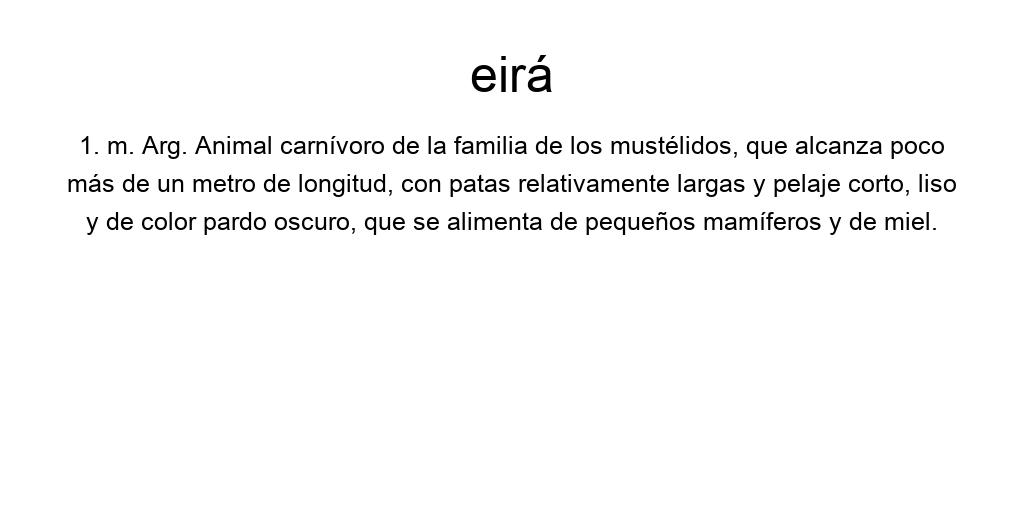 eirá
1. m. Arg. Animal carnívoro de la familia de los mustélidos, que alcanza poco
más de un metro de longitud, con patas relativamente largas y pelaje corto, liso
y de color pardo oscuro, que se alimenta de pequeños mamíferos y de miel.